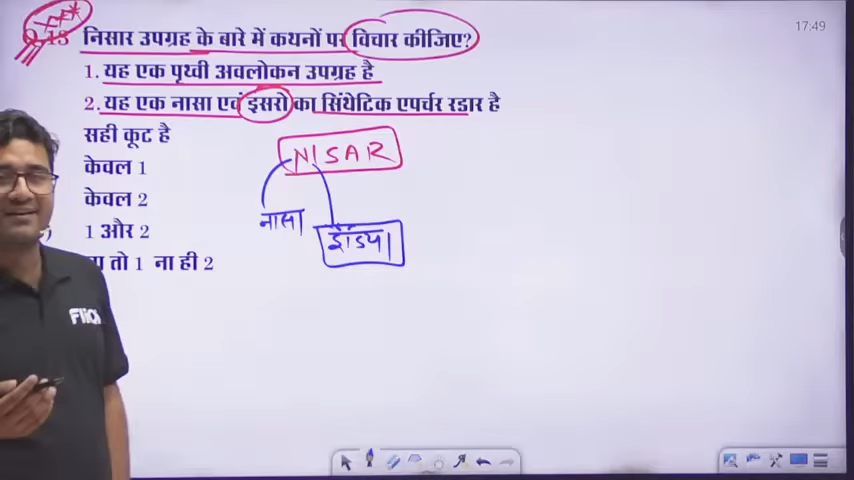 Q.13 निसार उपग्रह के बारे में कथनों पर विचार कीजिए?
17:49
1. यह एक पृथ्वी अवलोकन उपग्रह है
2. यह एक नासा एवं इसरो का सिंथेटिक एपर्चर रडार है
सही कूट है
केवल 1
केवल 2
1 और 2
तो 1 ना ही 2
NISAR
नासा
इंडिया